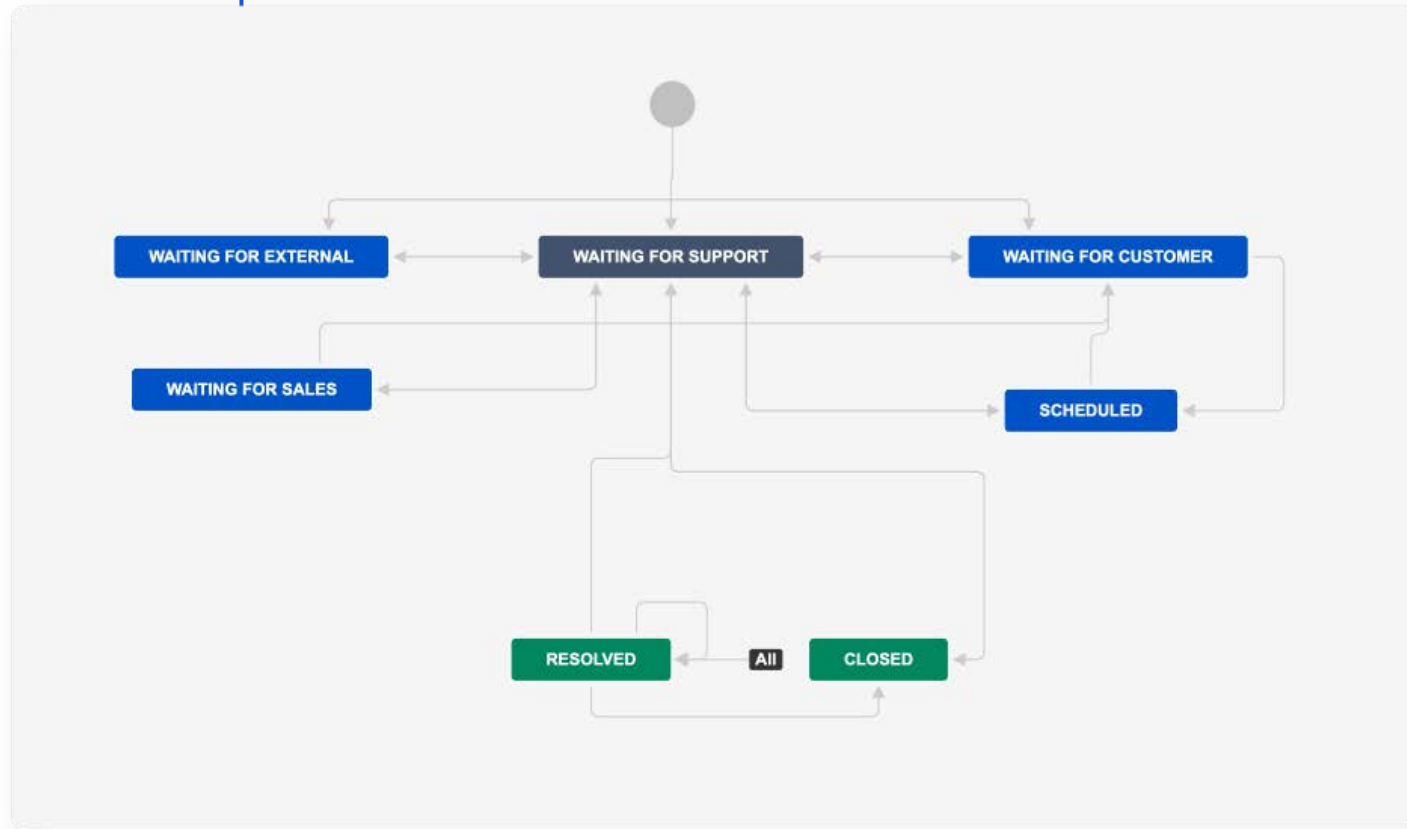 WAITING FOR EXTERNAL
WAITING FOR SUPPORT
WAITING FOR CUSTOMER
WAITING FOR SALES
SCHEDULED
RESOLVED
All
CLOSED